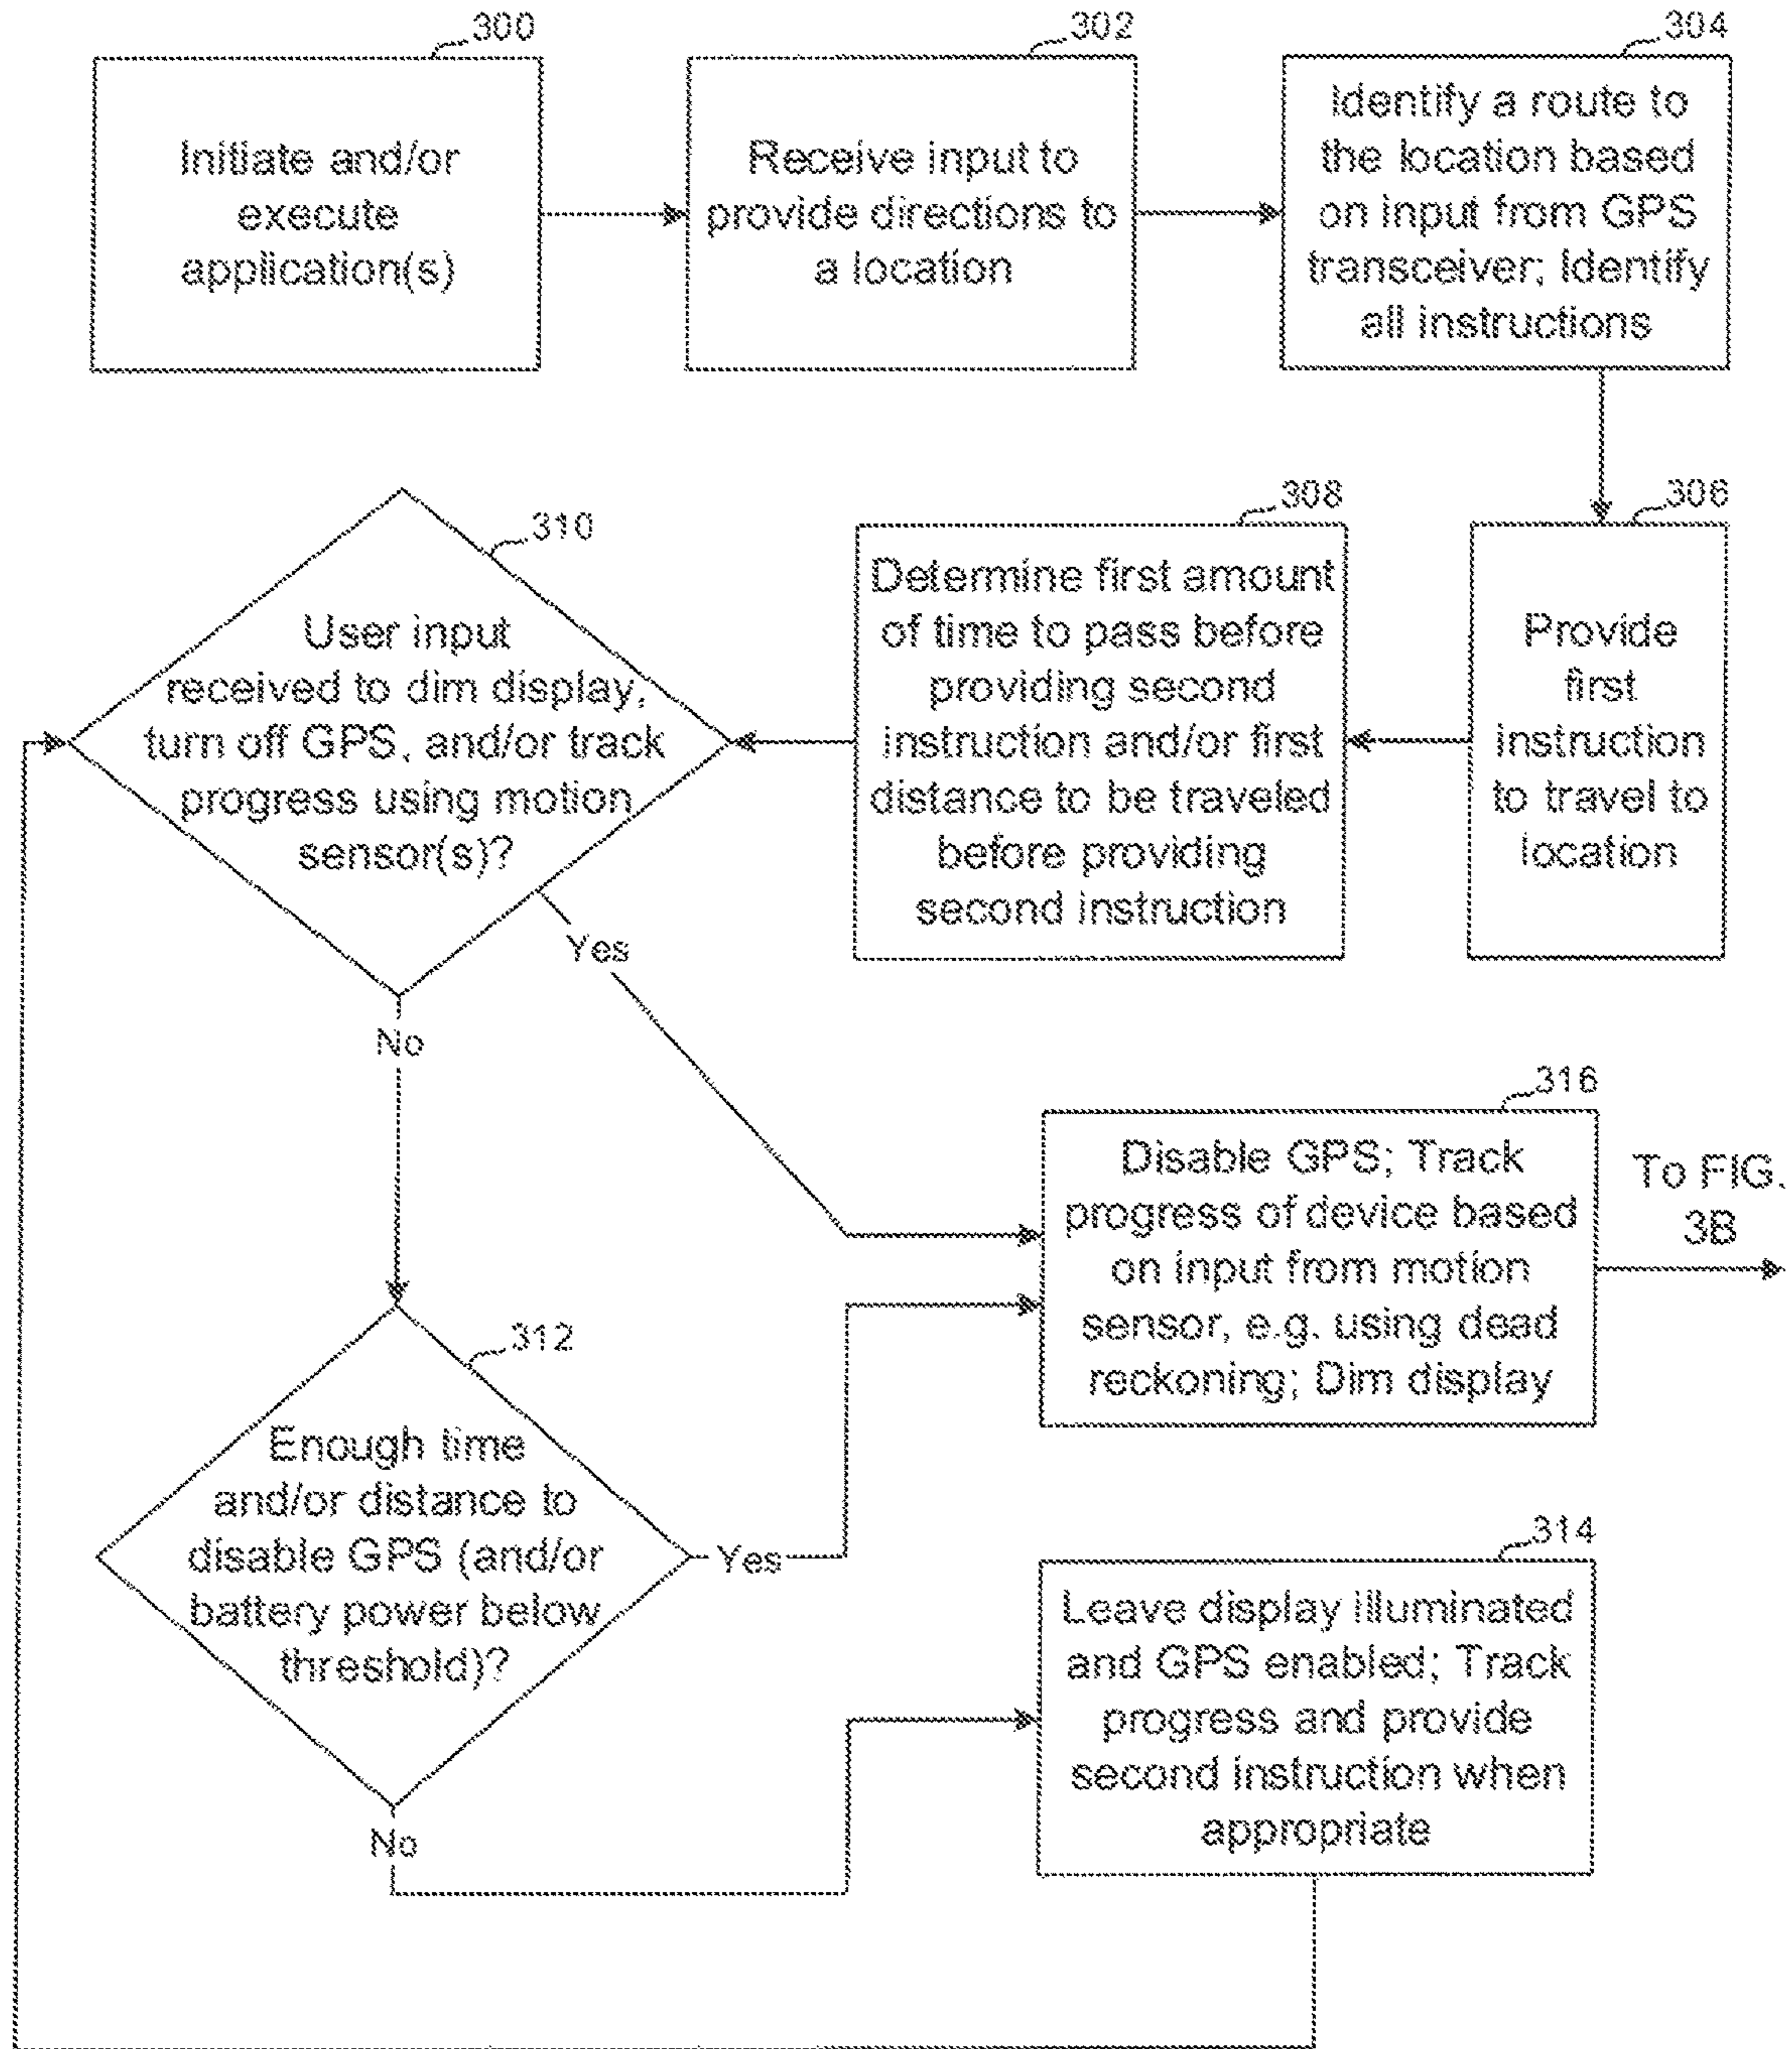 300
Initiate and/or
execute
application(s)
302
Receive input to
provide directions to
a location
304
Identify a route to
the location based
on input from GPS
transceiver; Identify
all instructions
306
Provide
first
instruction
to travel to
location
308
Determine first amount
of time to pass before
providing second
instruction and/or first
distance to be traveled
before providing
second instruction
310
User input
received to dim display,
turn off GPS, and/or track
progress using motion
sensor(s)?
Yes
No
312
Enough time
and/or distance to
disable GPS (and/or
battery power below
threshold)?
Yes
No
316
Disable GPS; Track
progress of device based
on input from motion
sensor, e.g. using dead
reckoning; Dim display
To FIG.
3B
314
Leave display illuminated
and GPS enabled; Track
progress and provide
second instruction when
appropriate